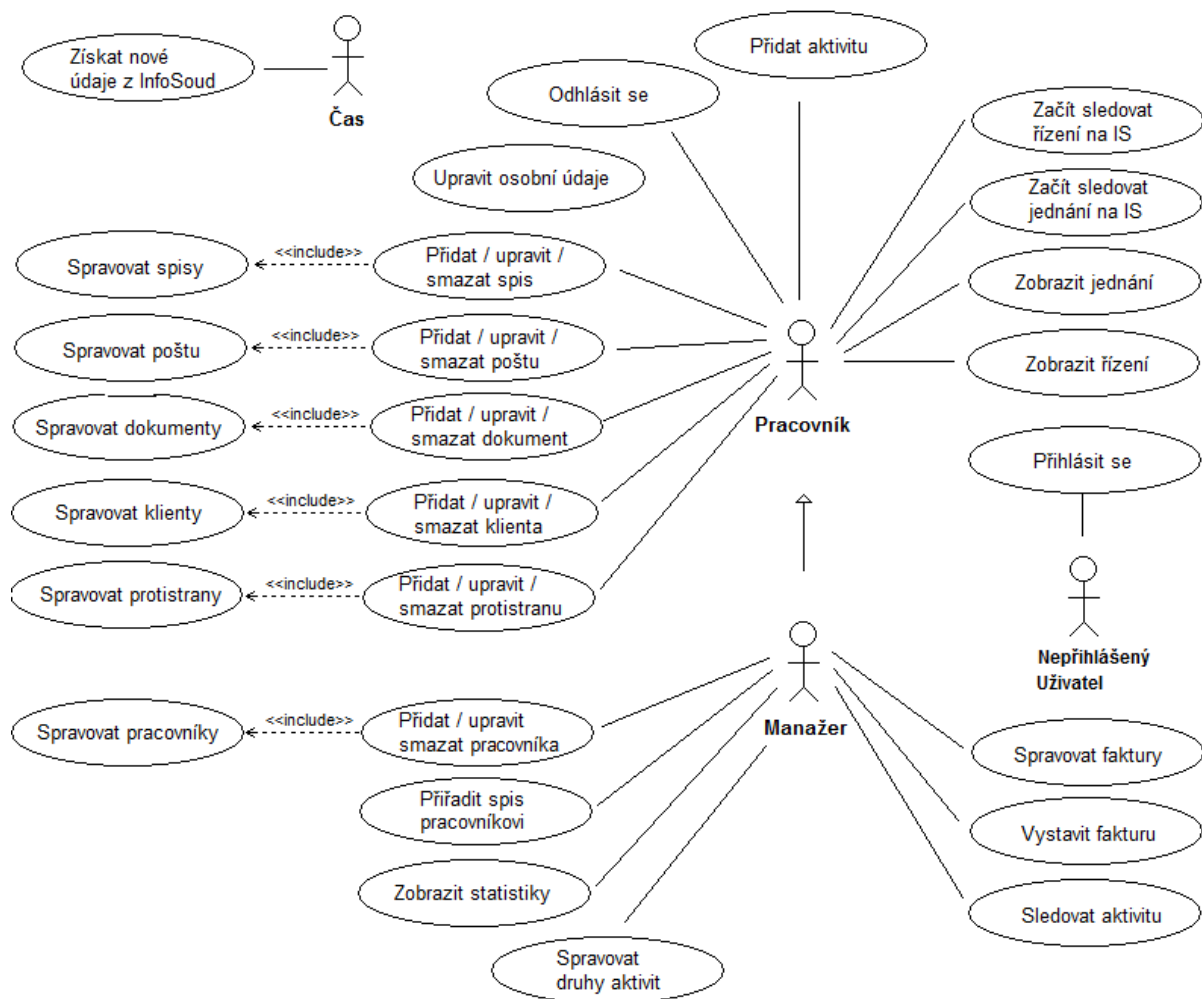 Získat nové
údaje z InfoSoud
Čas
Přidat aktivitu
Odhlásit se
Upravit osobní údaje
Začít sledovat
řízení na IS
Začít sledovat
jednání na IS
Zobrazit jednání
Zobrazit řízení
Spravovat spisy
<<include>>
Přidat / upravit /
smazat spis
Spravovat poštu
<<include>>
Přidat / upravit /
smazat poštu
Spravovat dokumenty
<<include>>
Přidat / upravit /
smazat dokument
Spravovat klienty
<<include>>
Přidat / upravit /
smazat klienta
Spravovat protistrany
<<include>>
Přidat / upravit /
smazat protistranu
Pracovník
Přihlásit se
Nepřihlášený
Uživatel
Spravovat pracovníky
<<include>>
Přidat / upravit
smazat pracovníka
Manažer
Přiřadit spis
pracovníkovi
Zobrazit statistiky
Spravovat
druhy aktivit
Spravovat faktury
Vystavit fakturu
Sledovat aktivitu